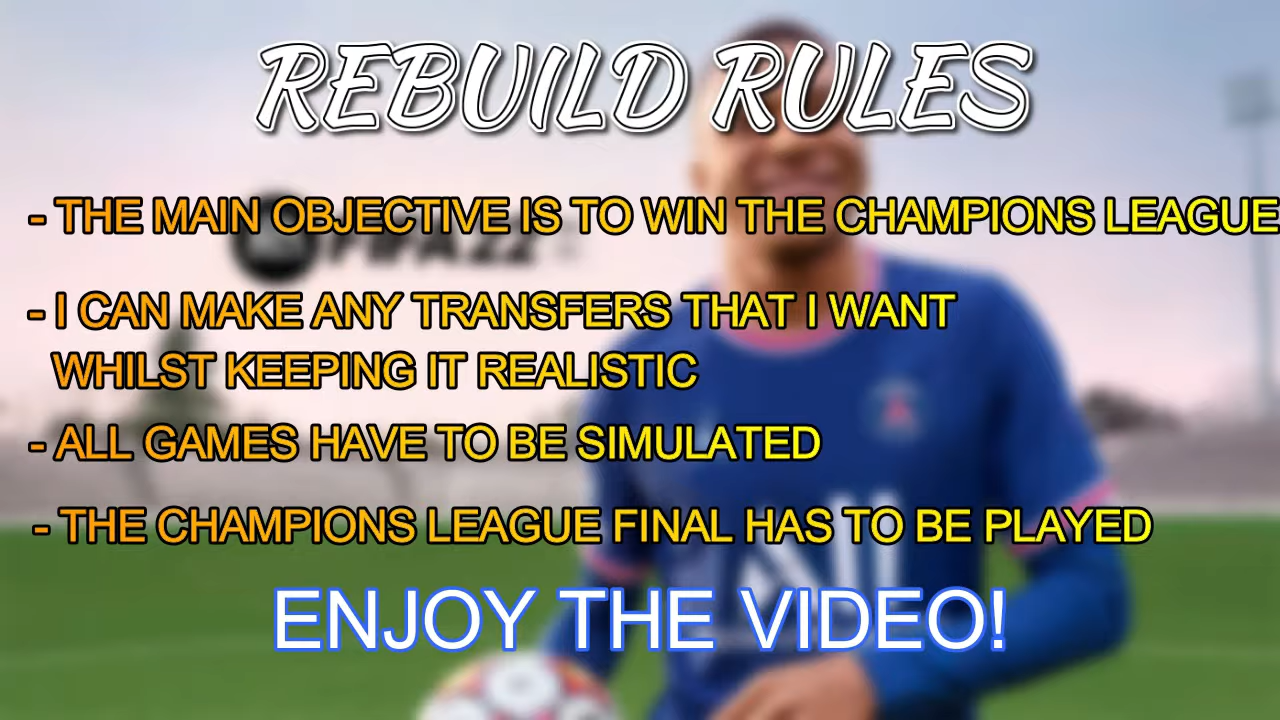 REBUILD RULES
- THE MAIN OBJECTIVE IS TO WIN THE CHAMPIONS LEAGUE
FIFA 22
- I CAN MAKE ANY TRANSFERS THAT I WANT
WHILST KEEPING IT REALISTIC
- ALL GAMES HAVE TO BE SIMULATED
- THE CHAMPIONS LEAGUE FINAL HAS TO BE PLAYED
ENJOY THE VIDEO!